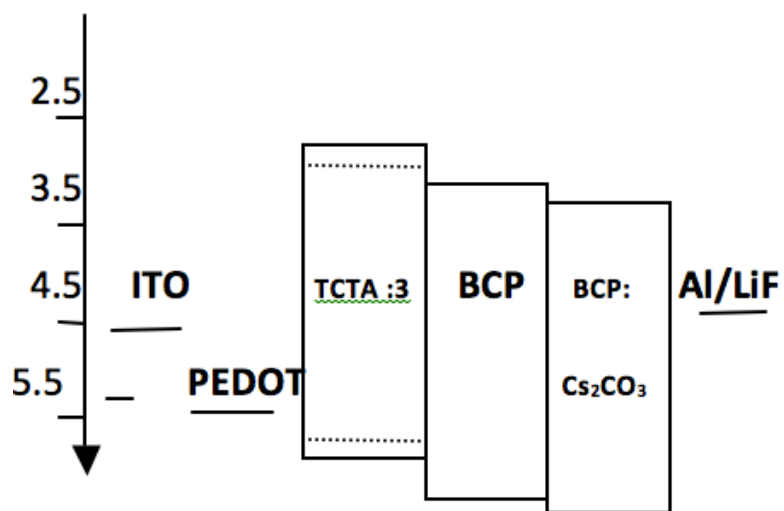 2.5
3.5
4.5
5.5
ITO
PEDOT
TCTA :3
BCP
BCP:
Cs₂CO₃
Al/LiF